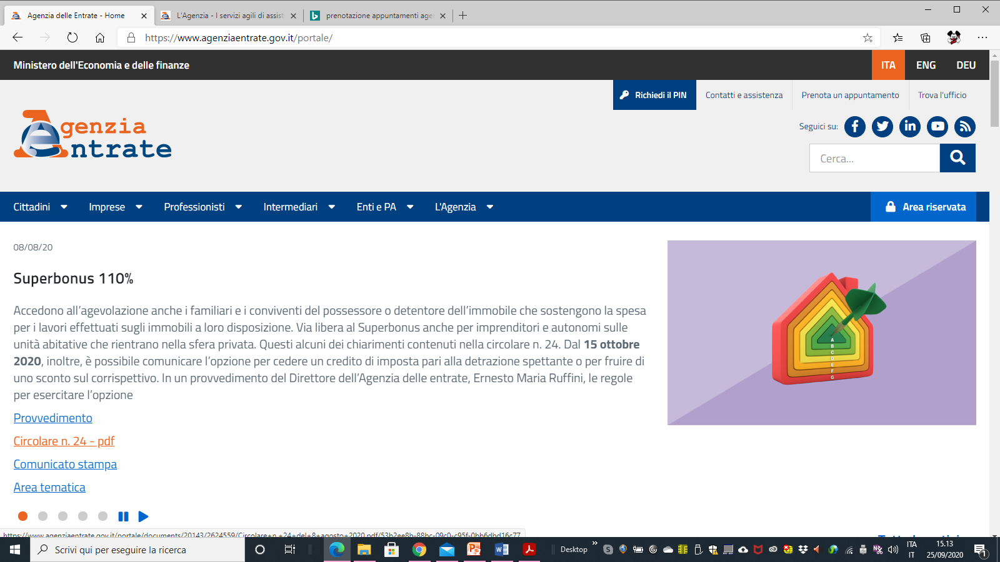 Agenzia delle Entrate - Home
L'Agenzia - I servizi agili di assist
prenotazione appuntamenti age
https://www.agenziaentrate.gov.it/portale/
Ministero dell'Economia e delle finanze
ITA
ENG
DEU
Richiedi il PIN
Contatti e assistenza
Prenota un appuntamento
Trova l'ufficio
Agenzia
Entrate
Seguici su:
Cerca...
Cittadini
Imprese
Professionisti
Intermediari
Enti e PA
L'Agenzia
Area riservata
08/08/20
Superbonus 110%
Accedono all’agevolazione anche i familiari e i conviventi del possessore o detentore dell’immobile che sostengono la spesa
per i lavori effettuati sugli immobili a loro disposizione. Via libera al Superbonus anche per imprenditori e autonomi sulle
unità abitative che rientrano nella sfera privata. Questi alcuni dei chiarimenti contenuti nella circolare n. 24. Dal 15 ottobre
2020, inoltre, è possibile comunicare l’opzione per cedere un credito di imposta pari alla detrazione spettante o per fruire di
uno sconto sul corrispettivo. In un provvedimento del Direttore dell’Agenzia delle entrate, Ernesto Maria Ruffini, le regole
per esercitare l’opzione
A
B
C
D
E
F
G
Provvedimento
Circolare n. 24 - pdf
Comunicato stampa
Area tematica
https://www.agenziaentrate.gov.it/portale/documents/20143/2624559/Circolare+n.+24+del+8+agosto+2020.pdf/
Scrivi qui per eseguire la ricerca
Desktop
ITA
IT
15.13
25/09/2020
1